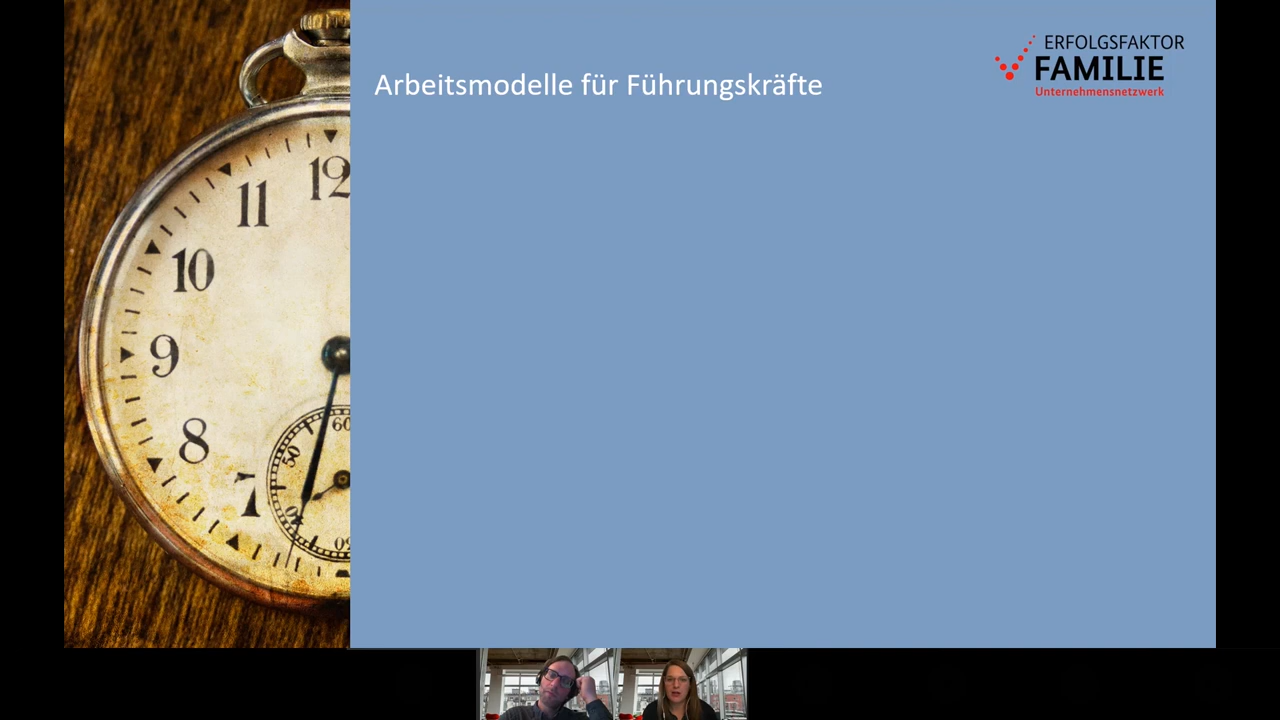 Arbeitsmodelle für Führungskräfte
ERFOLGSFAKTOR
FAMILIE
Unternehmensnetzwerk
12
11
10
9
8
7
60
50